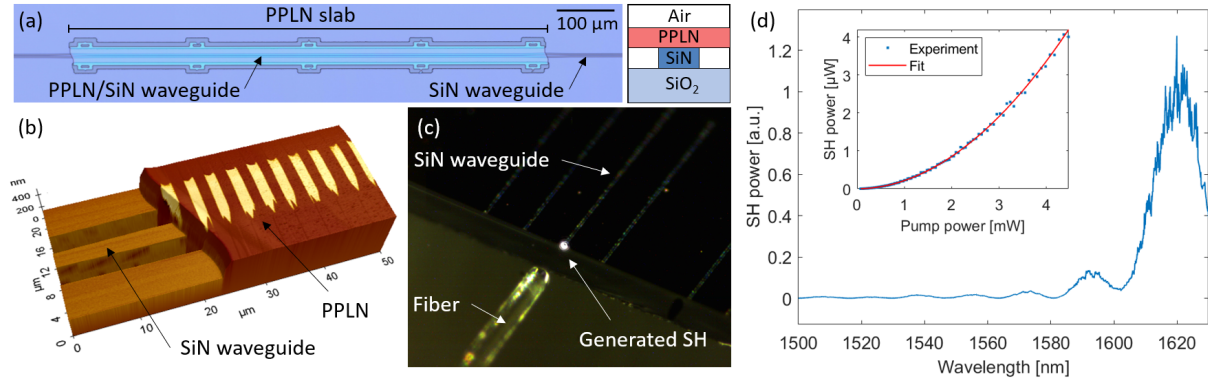 (a)
PPLN slab
100 μm
PPLN/SiN waveguide
SiN waveguide
Air
PPLN
SiN
SiO₂
(b)
nm
400
200
0
20
16
12
8
4
0
μm
0
10
20
30
40
50
μm
PPLN
SiN waveguide
(c)
SiN waveguide
Fiber
Generated SH
(d)
SH power [a.u.]
1.2
1
0.8
0.6
0.4
0.2
0
1500
1520
1540
1560
1580
1600
1620
Wavelength [nm]
SH power [μW]
4
3
2
1
0
0
1
2
3
4
Pump power [mW]
Experiment
Fit